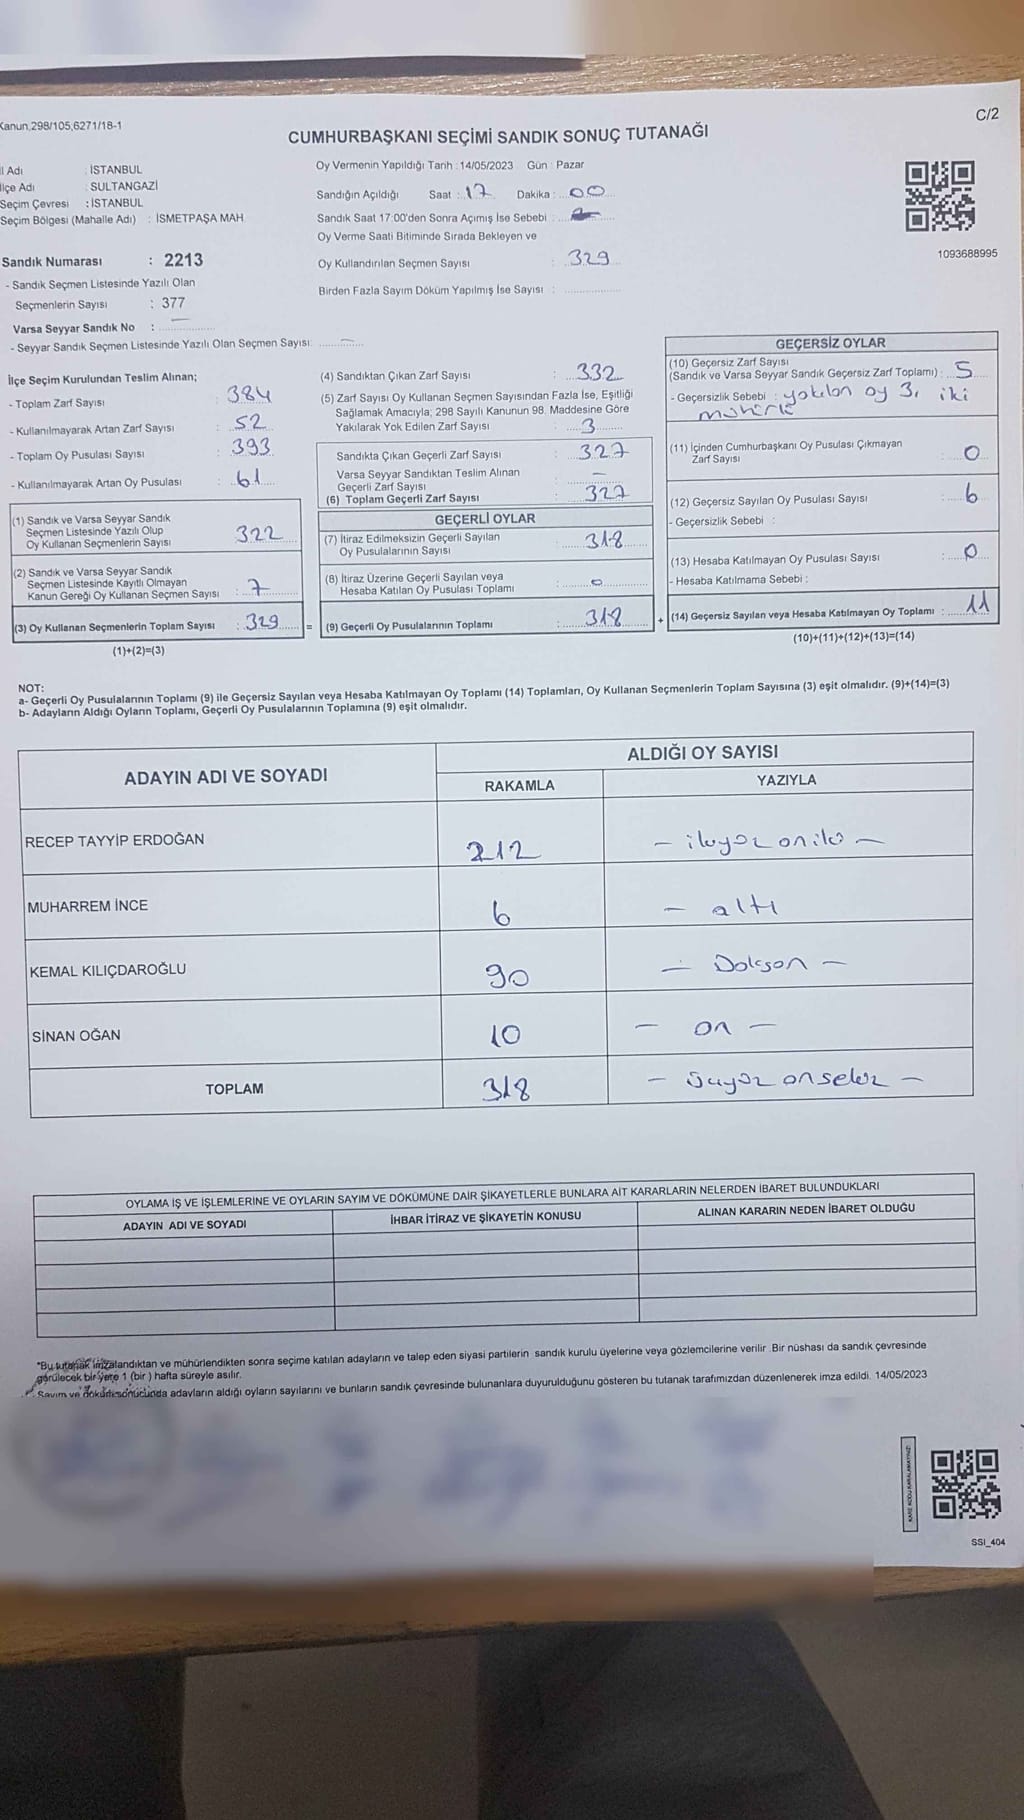 Kanun,298/105,6271/18-1
C/2
CUMHURBAŞKANI SEÇİMİ SANDIK SONUÇ TUTANAĞI
İl Adı : İSTANBUL
İlçe Adı : SULTANGAZİ
Seçim Çevresi : İSTANBUL
Seçim Bölgesi (Mahalle Adı) : İSMETPAŞA MAH
Sandık Numarası : 2213
- Sandık Seçmen Listesinde Yazılı Olan
Seçmenlerin Sayısı : 377
Varsa Seyyar Sandık No :
- Seyyar Sandık Seçmen Listesinde Yazılı Olan Seçmen Sayısı:
Oy Vermenin Yapıldığı Tarih : 14/05/2023 Gün : Pazar
Sandığın Açıldığı Saat : 17 Dakika : 00
Sandık Saat 17:00'den Sonra Açımış İse Sebebi :
Oy Verme Saati Bitiminde Sırada Bekleyen ve
Oy Kullandırılan Seçmen Sayısı : 329
Birden Fazla Sayım Döküm Yapılmış İse Sayısı :
1093688995
İlçe Seçim Kurulundan Teslim Alınan;
- Toplam Zarf Sayısı : 384
- Kullanılmayarak Artan Zarf Sayısı : 52
- Toplam Oy Pusulası Sayısı : 393
- Kullanılmayarak Artan Oy Pusulası : 61
(1) Sandık ve Varsa Seyyar Sandık
Seçmen Listesinde Yazılı Olup
Oy Kullanan Seçmenlerin Sayısı 322
(2) Sandık ve Varsa Seyyar Sandık
Seçmen Listesinde Kayıtlı Olmayan
Kanun Gereği Oy Kullanan Seçmen Sayısı : 7
(3) Oy Kullanan Seçmenlerin Toplam Sayısı : 329 =
(1)+(2)=(3)
(4) Sandıktan Çıkan Zarf Sayısı : 332
(5) Zarf Sayısı Oy Kullanan Seçmen Sayısından Fazla İse, Eşitliği
Sağlamak Amacıyla; 298 Sayılı Kanunun 98. Maddesine Göre
Yakılarak Yok Edilen Zarf Sayısı : 3
Sandıkta Çıkan Geçerli Zarf Sayısı : 327
Varsa Seyyar Sandıktan Teslim Alınan
Geçerli Zarf Sayısı :
(6) Toplam Geçerli Zarf Sayısı : 327
GEÇERLİ OYLAR
(7) İtiraz Edilmeksizin Geçerli Sayılan
Oy Pusulalarının Sayısı : 318
(8) İtiraz Üzerine Geçerli Sayılan veya
Hesaba Katılan Oy Pusulası Toplamı : 0
(9) Geçerli Oy Pusulalarının Toplamı : 318 +
GEÇERSİZ OYLAR
(10) Geçersiz Zarf Sayısı
(Sandık ve Varsa Seyyar Sandık Geçersiz Zarf Toplamı) : 5
- Geçersizlik Sebebi : yakılan oy 3, iki
mühürlü
(11) İçinden Cumhurbaşkanı Oy Pusulası Çıkmayan
Zarf Sayısı : 0
(12) Geçersiz Sayılan Oy Pusulası Sayısı : 6
- Geçersizlik Sebebi :
(13) Hesaba Katılmayan Oy Pusulası Sayısı : 0
- Hesaba Katılmama Sebebi :
(14) Geçersiz Sayılan veya Hesaba Katılmayan Oy Toplamı : 11
(10)+(11)+(12)+(13)=(14)
NOT:
a- Geçerli Oy Pusulalarının Toplamı (9) ile Geçersiz Sayılan veya Hesaba Katılmayan Oy Toplamı (14) Toplamları, Oy Kullanan Seçmenlerin Toplam Sayısına (3) eşit olmalıdır. (9)+(14)=(3)
b- Adayların Aldığı Oyların Toplamı, Geçerli Oy Pusulalarının Toplamına (9) eşit olmalıdır.
ADAYIN ADI VE SOYADI
ALDIĞI OY SAYISI
RAKAMLA YAZIYLA
RECEP TAYYİP ERDOĞAN 212 - ikiyüz oniki -
MUHARREM İNCE 6 - altı
KEMAL KILIÇDAROĞLU 90 - Doksan -
SİNAN OĞAN 10 - on -
TOPLAM 318 - üçyüz onsekiz -
OYLAMA İŞ VE İŞLEMLERİNE VE OYLARIN SAYIM VE DÖKÜMÜNE DAİR ŞİKAYETLERLE BUNLARA AİT KARARLARIN NELERDEN İBARET BULUNDUKLARI
ADAYIN ADI VE SOYADI İHBAR İTİRAZ VE ŞİKAYETİN KONUSU ALINAN KARARIN NEDEN İBARET OLDUĞU
*Bu tutanak imzalandıktan ve mühürlendikten sonra seçime katılan adayların ve talep eden siyasi partilerin sandık kurulu üyelerine veya gözlemcilerine verilir .Bir nüshası da sandık çevresinde
görülecek bir yere 1 (bir ) hafta süreyle asılır.
Sayım ve döküm sonucunda adayların aldığı oyların sayılarını ve bunların sandık çevresinde bulunanlara duyurulduğunu gösteren bu tutanak tarafımızdan düzenlenerek imza edildi. 14/05/2023
KARE KODU KARALAMAYINIZ!
SSI_404